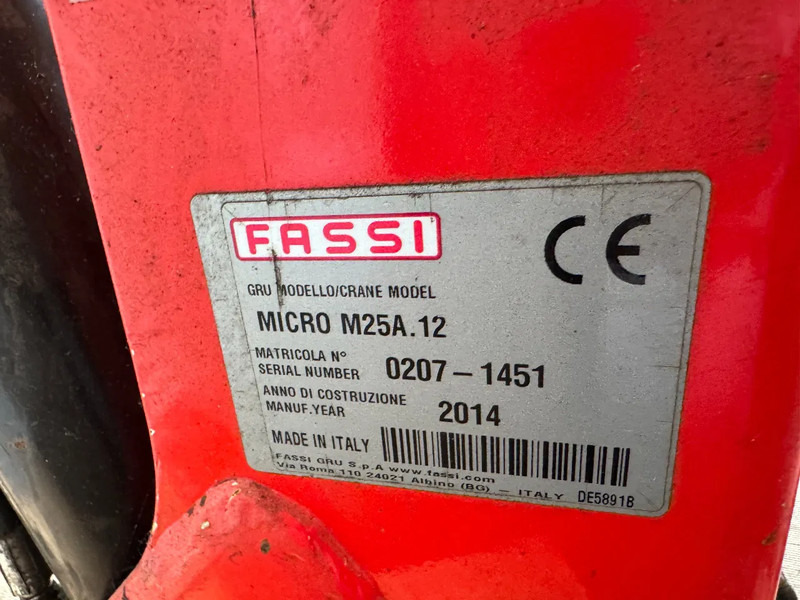 FASSI
CE
GRU MODELLO/CRANE MODEL
MICRO M25A.12
MATRICOLA Nº
SERIAL NUMBER 0207-1451
ANNO DI COSTRUZIONE
MANUF.YEAR 2014
MADE IN ITALY
FASSI GRU S.p.A www.fassi.com
Via Roma 110 24021 Albino (BG) - ITALY DE5891B